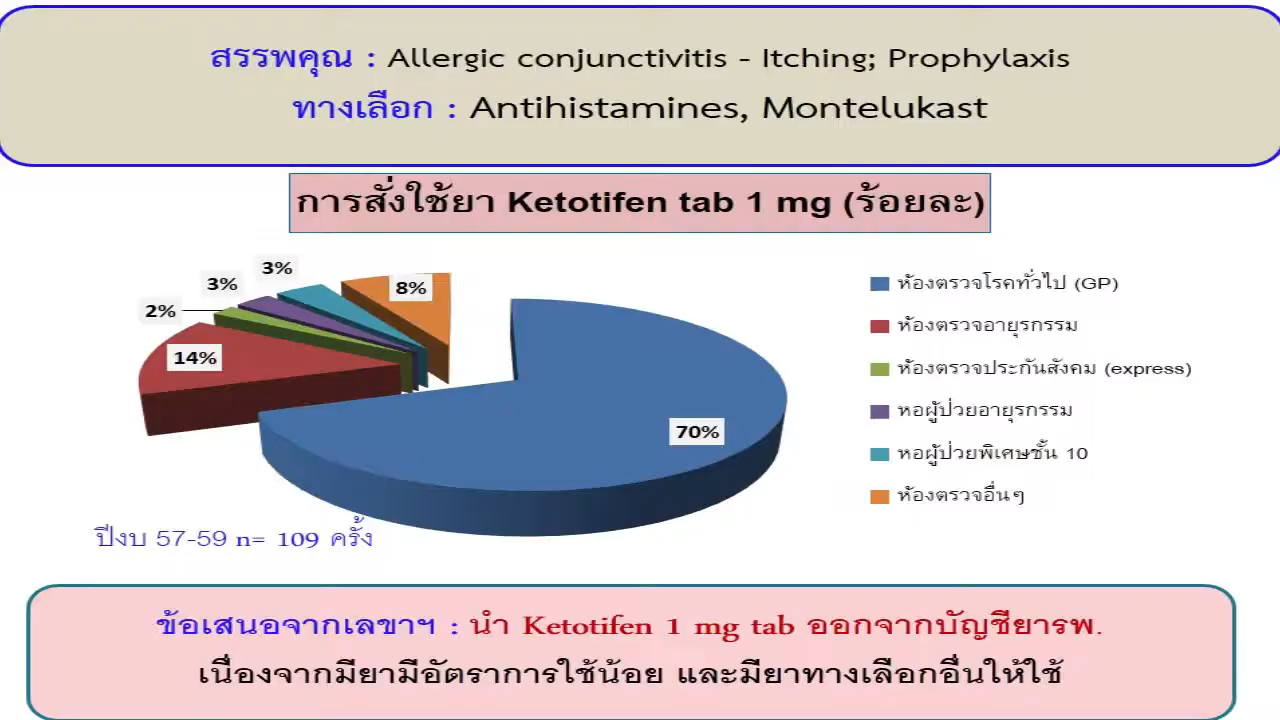 สรรพคุณ : Allergic conjunctivitis - Itching; Prophylaxis
ทางเลือก : Antihistamines, Montelukast
การสั่งใช้ยา Ketotifen tab 1 mg (ร้อยละ)
3%
3%
8%
2%
14%
70%
ห้องตรวจโรคทั่วไป (GP)
ห้องตรวจอายุรกรรม
ห้องตรวจประกันสังคม (express)
หอผู้ป่วยอายุรกรรม
หอผู้ป่วยพิเศษชั้น 10
ห้องตรวจอื่นๆ
ปีงบ 57-59 n= 109 ครั้ง
ข้อเสนอจากเลขาฯ : นำ Ketotifen 1 mg tab ออกจากบัญชียารพ.
เนื่องจากมียามีอัตราการใช้น้อย และมียาทางเลือกอื่นให้ใช้